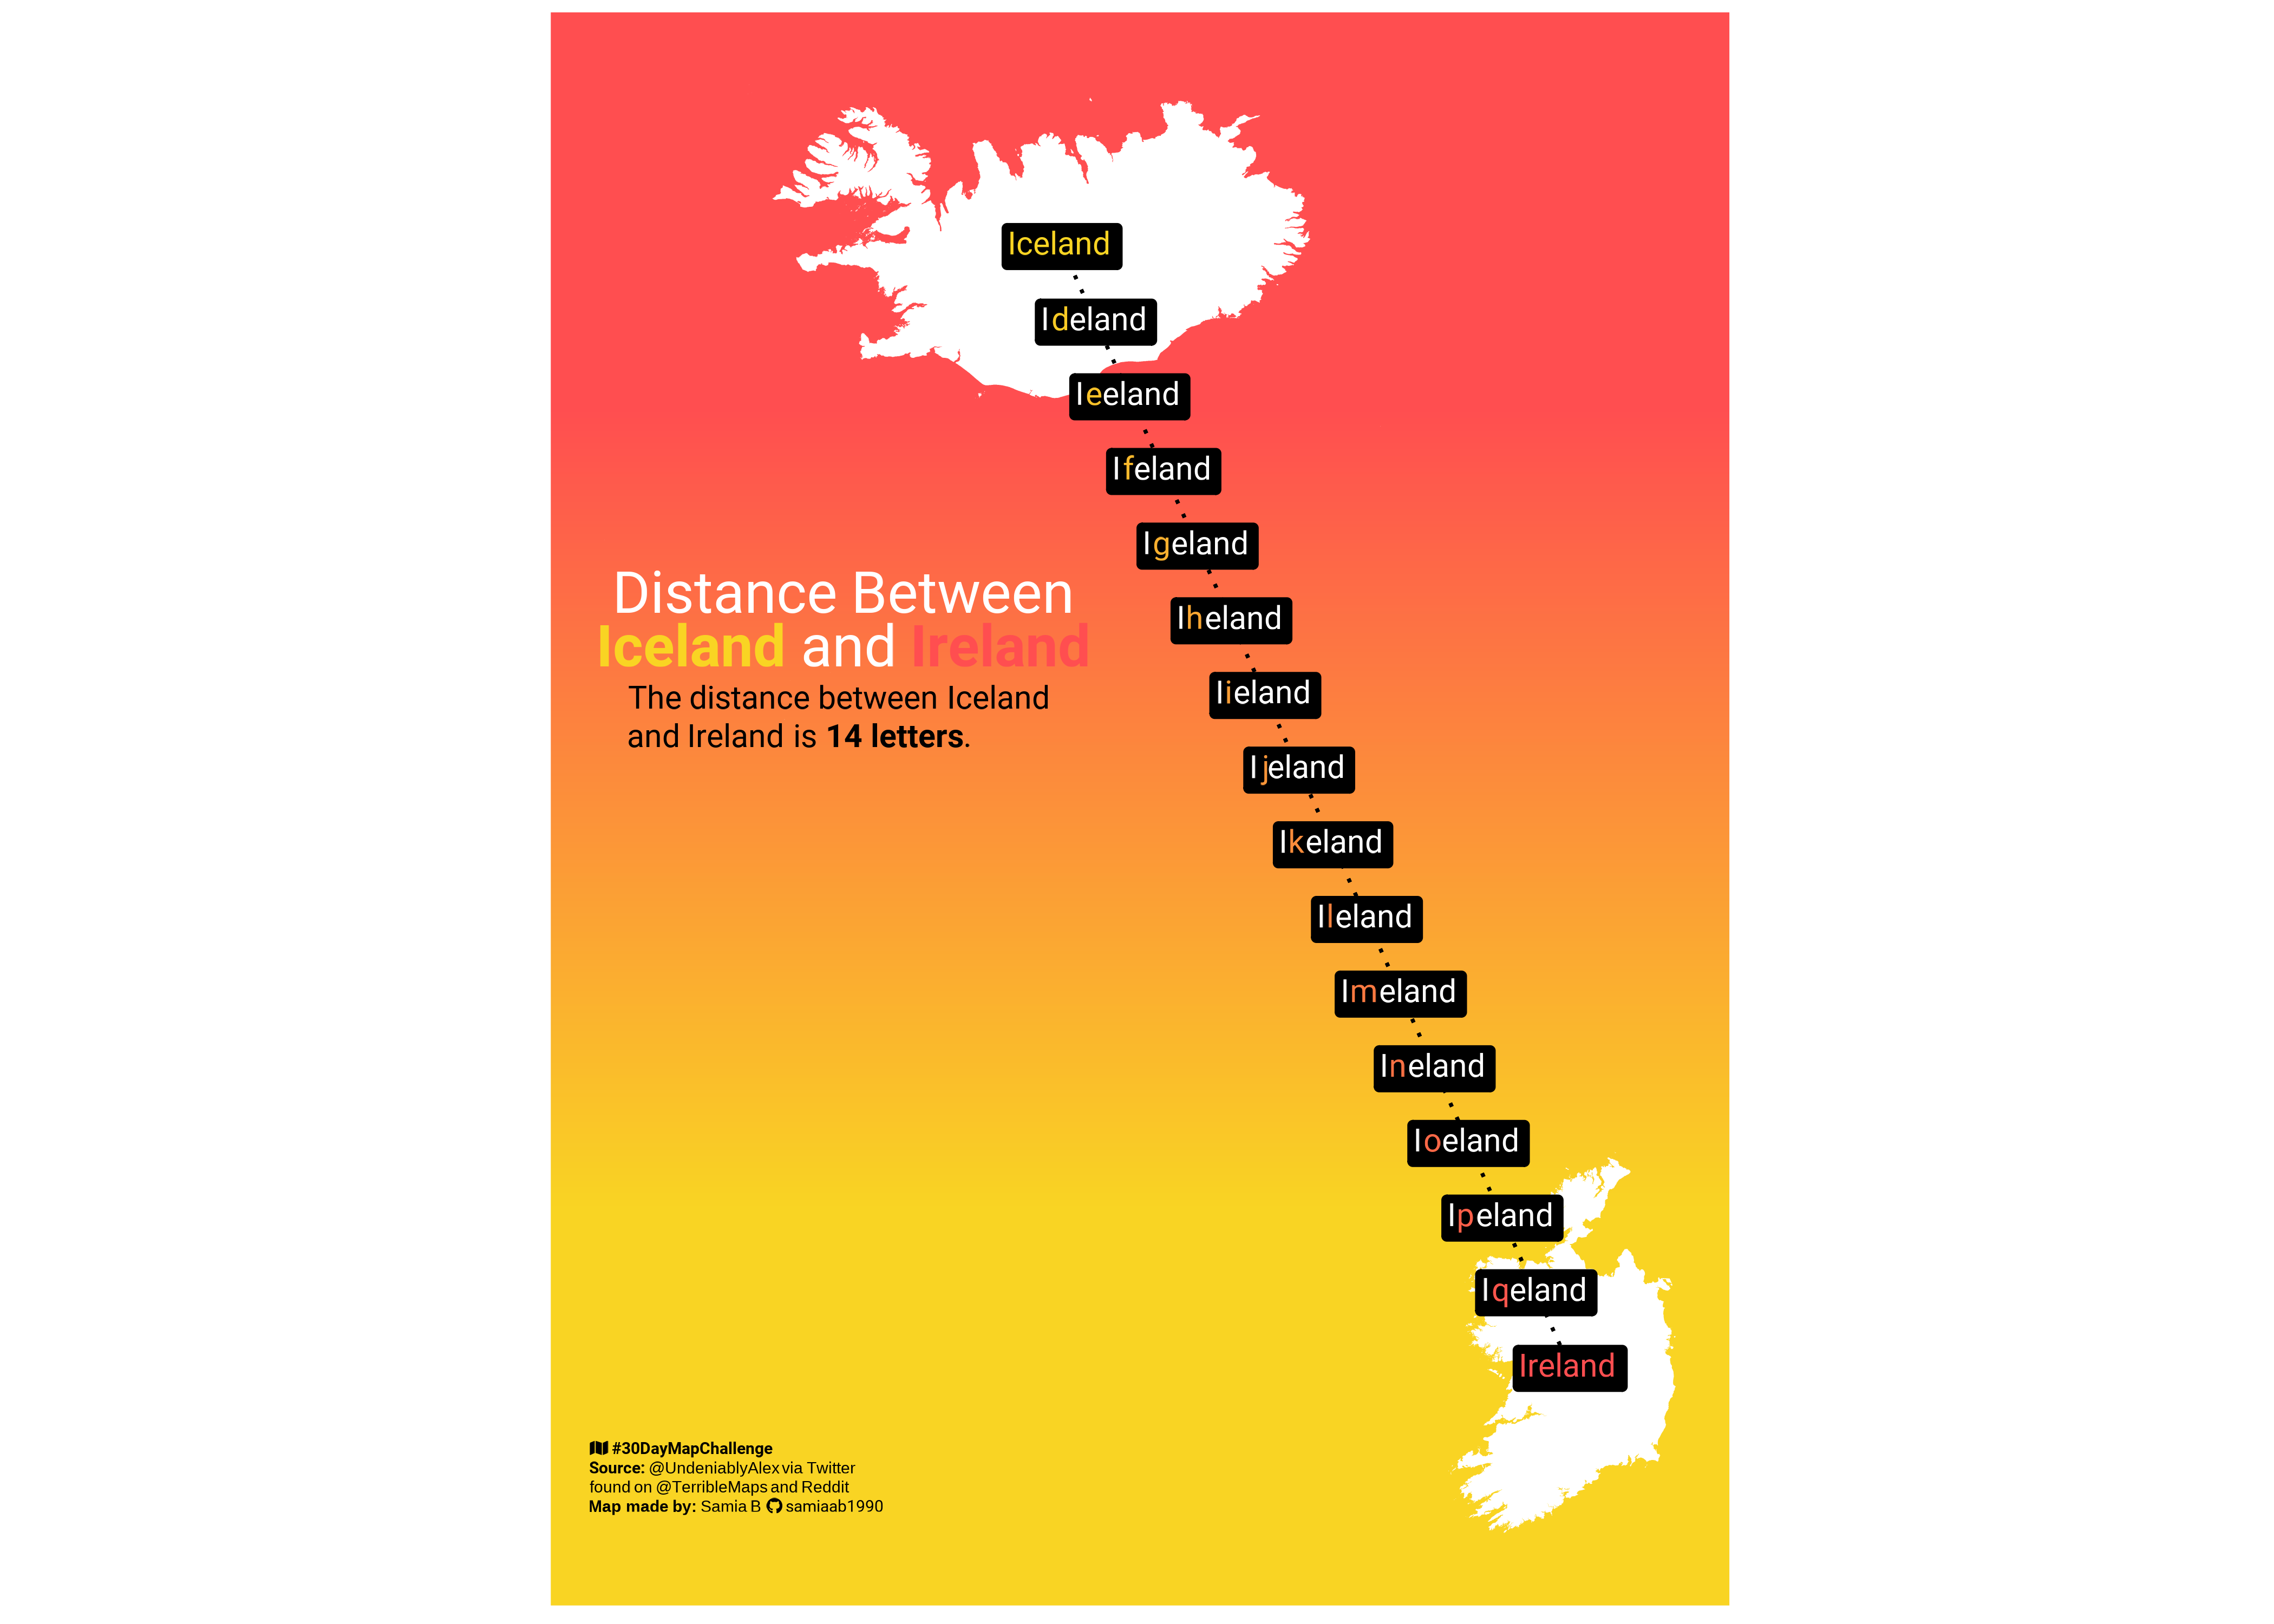 Iceland
Ideland
Ieeland
Ifeland
Igeland
Iheland
Iieland
Ijeland
Ikeland
Ileland
Imeland
Ineland
Ioeland
Ipeland
Iqeland
Ireland
Distance Between
Iceland and Ireland
The distance between Iceland
and Ireland is 14 letters.
#30DayMapChallenge
Source: @UndeniablyAlex via Twitter
found on @TerribleMaps and Reddit
Map made by: Samia B samiaab1990